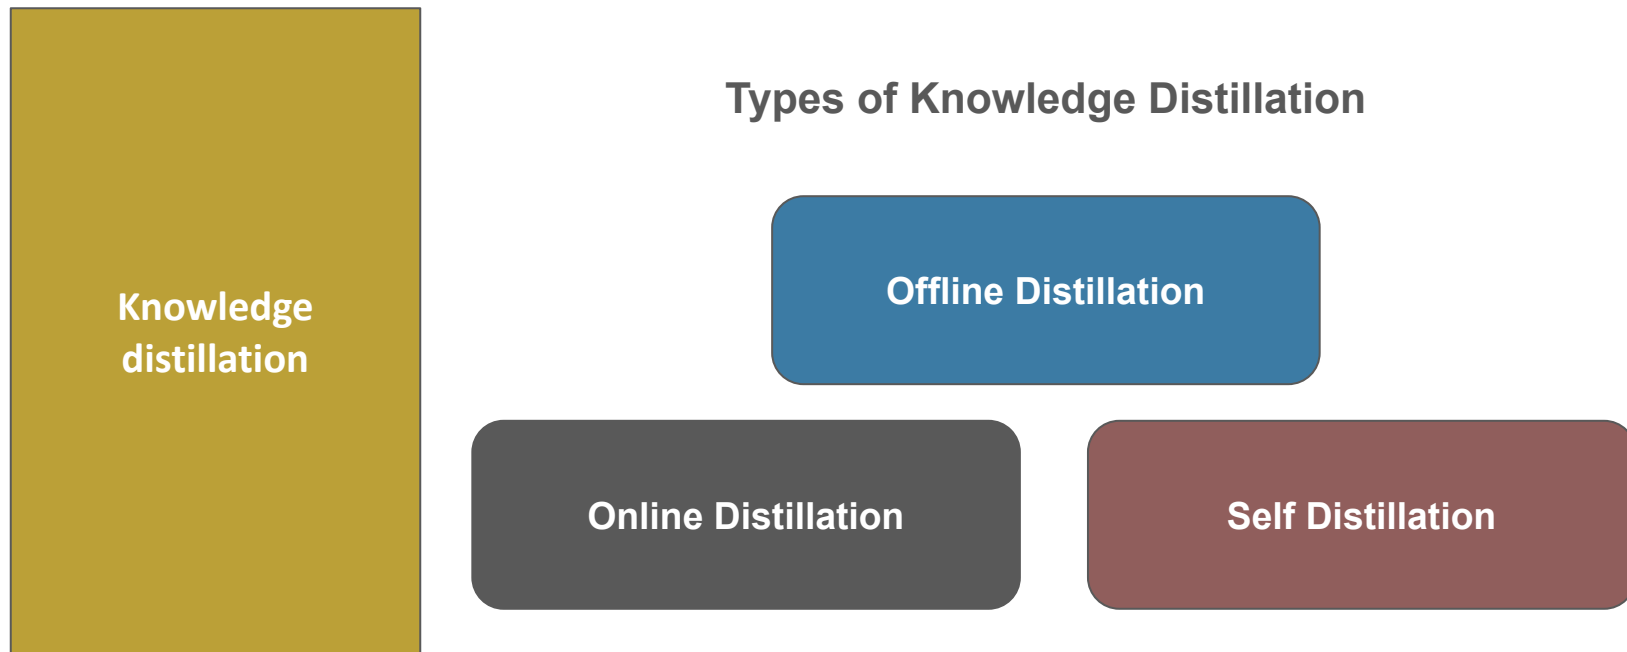 Knowledge
distillation
Types of Knowledge Distillation
Offline Distillation
Online Distillation
Self Distillation